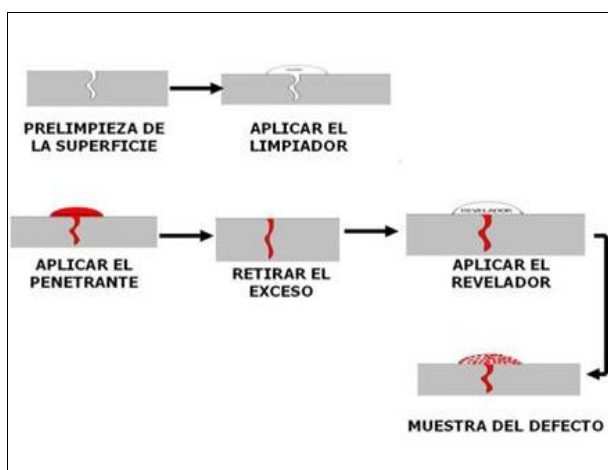 PRELIMPIEZA DE
LA SUPERFICIE
APLICAR EL
LIMPIADOR
APLICAR EL
PENETRANTE
RETIRAR EL
EXCESO
REVELADOR
APLICAR EL
REVELADOR
MUESTRA DEL DEFECTO